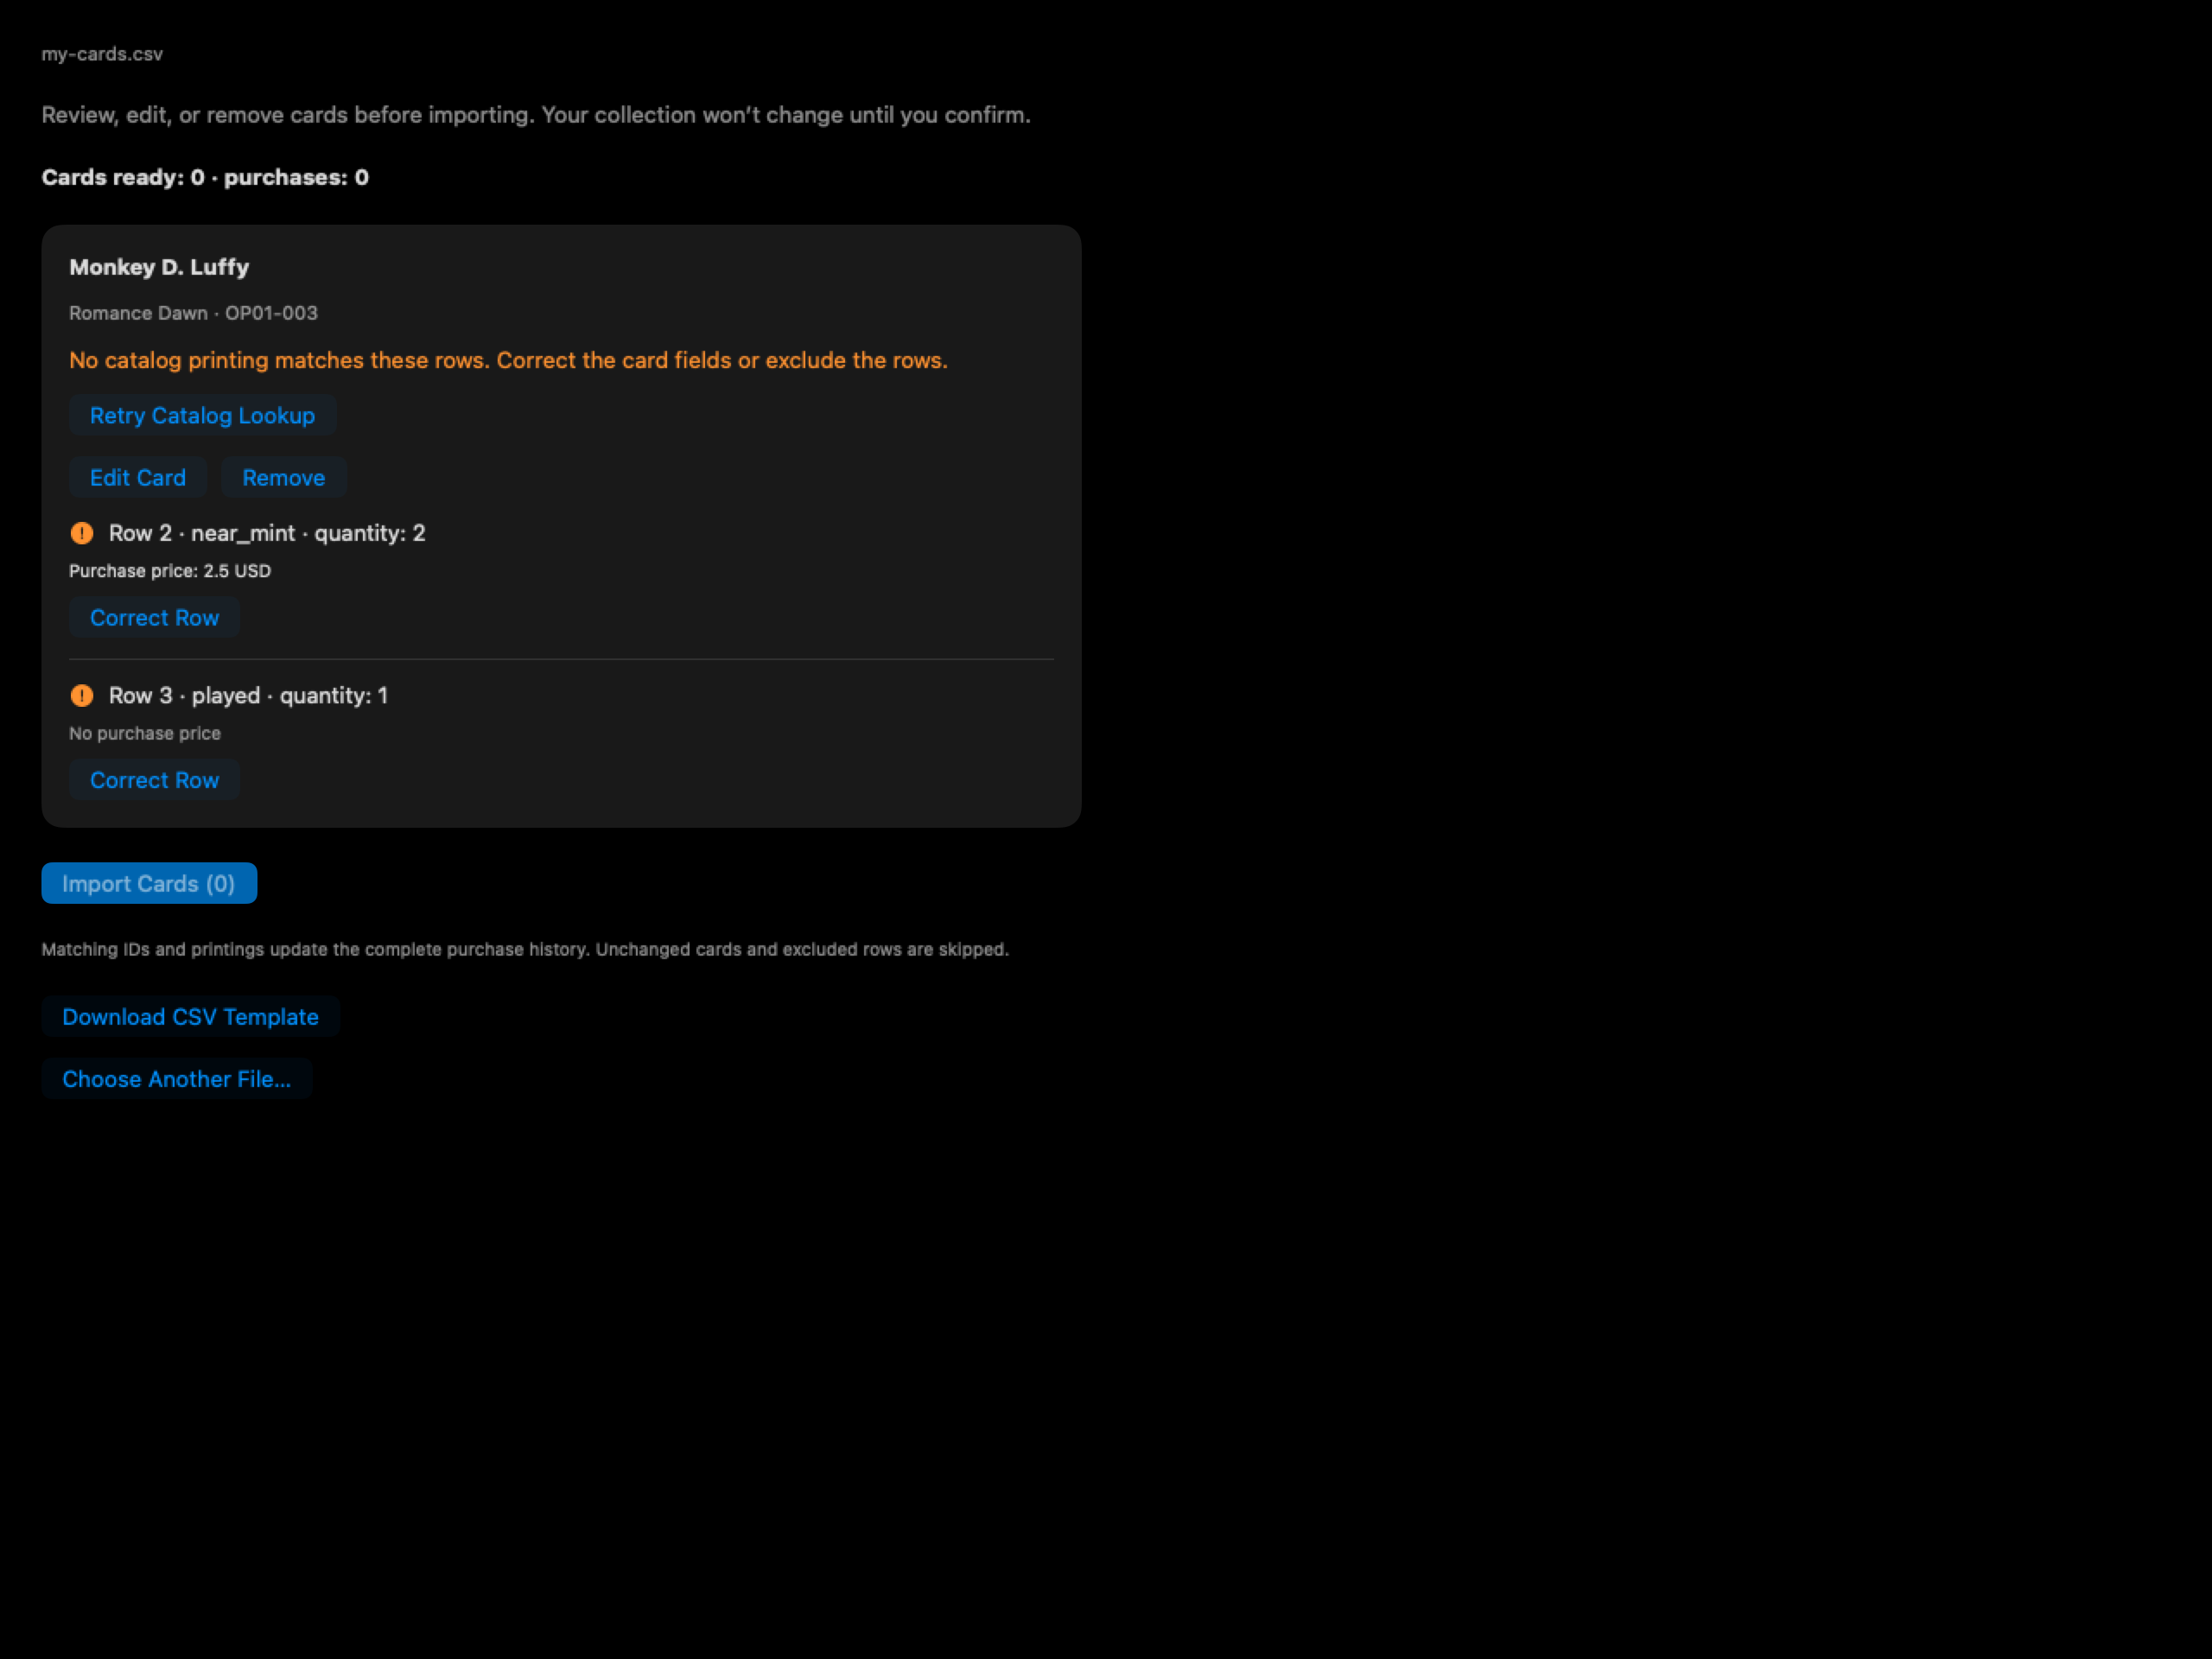 my-cards.csv
Review, edit, or remove cards before importing. Your collection won’t change until you confirm.
Cards ready: 0 · purchases: 0
Monkey D. Luffy
Romance Dawn · OP01-003
No catalog printing matches these rows. Correct the card fields or exclude the rows.
Retry Catalog Lookup
Edit Card
Remove
! Row 2 · near_mint · quantity: 2
Purchase price: 2.5 USD
Correct Row
! Row 3 · played · quantity: 1
No purchase price
Correct Row
Import Cards (0)
Matching IDs and printings update the complete purchase history. Unchanged cards and excluded rows are skipped.
Download CSV Template
Choose Another File...